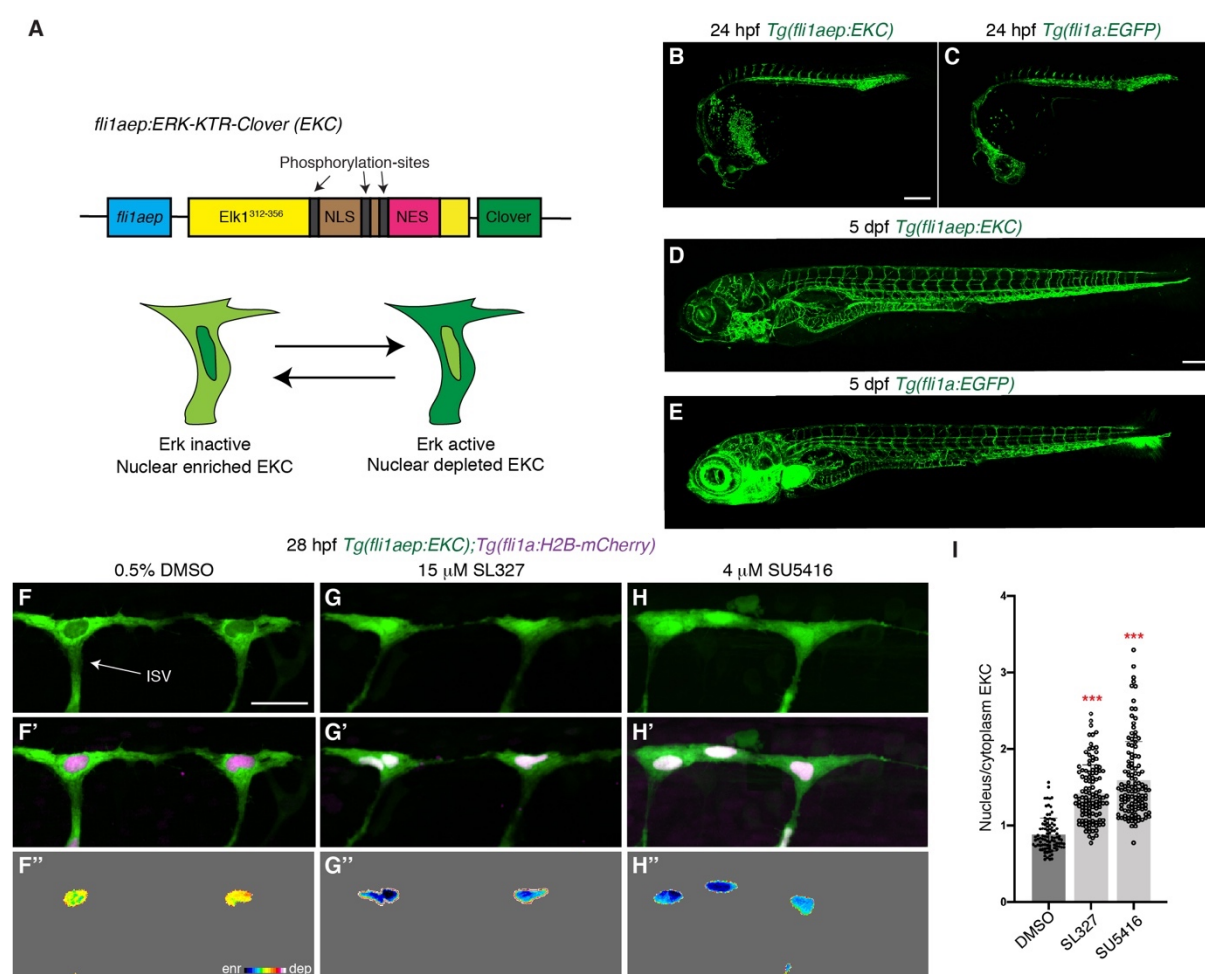 A
fli1aep:ERK-KTR-Clover (EKC)
Phosphorylation-sites
fli1aep
Elk1³¹²⁻³⁵⁶
NLS
NES
Clover
Erk inactive
Nuclear enriched EKC
Erk active
Nuclear depleted EKC
24 hpf Tg(fli1aep:EKC)
B
24 hpf Tg(fli1a:EGFP)
C
5 dpf Tg(fli1aep:EKC)
D
5 dpf Tg(fli1a:EGFP)
E
28 hpf Tg(fli1aep:EKC);Tg(fli1a:H2B-mCherry)
0.5% DMSO
15 μM SL327
4 μM SU5416
F
ISV
G
H
F’
G’
H’
F’’
enr
dep
G’’
H’’
I
Nucleus/cytoplasm EKC
4
3
2
1
0
***
***
DMSO
SL327
SU5416